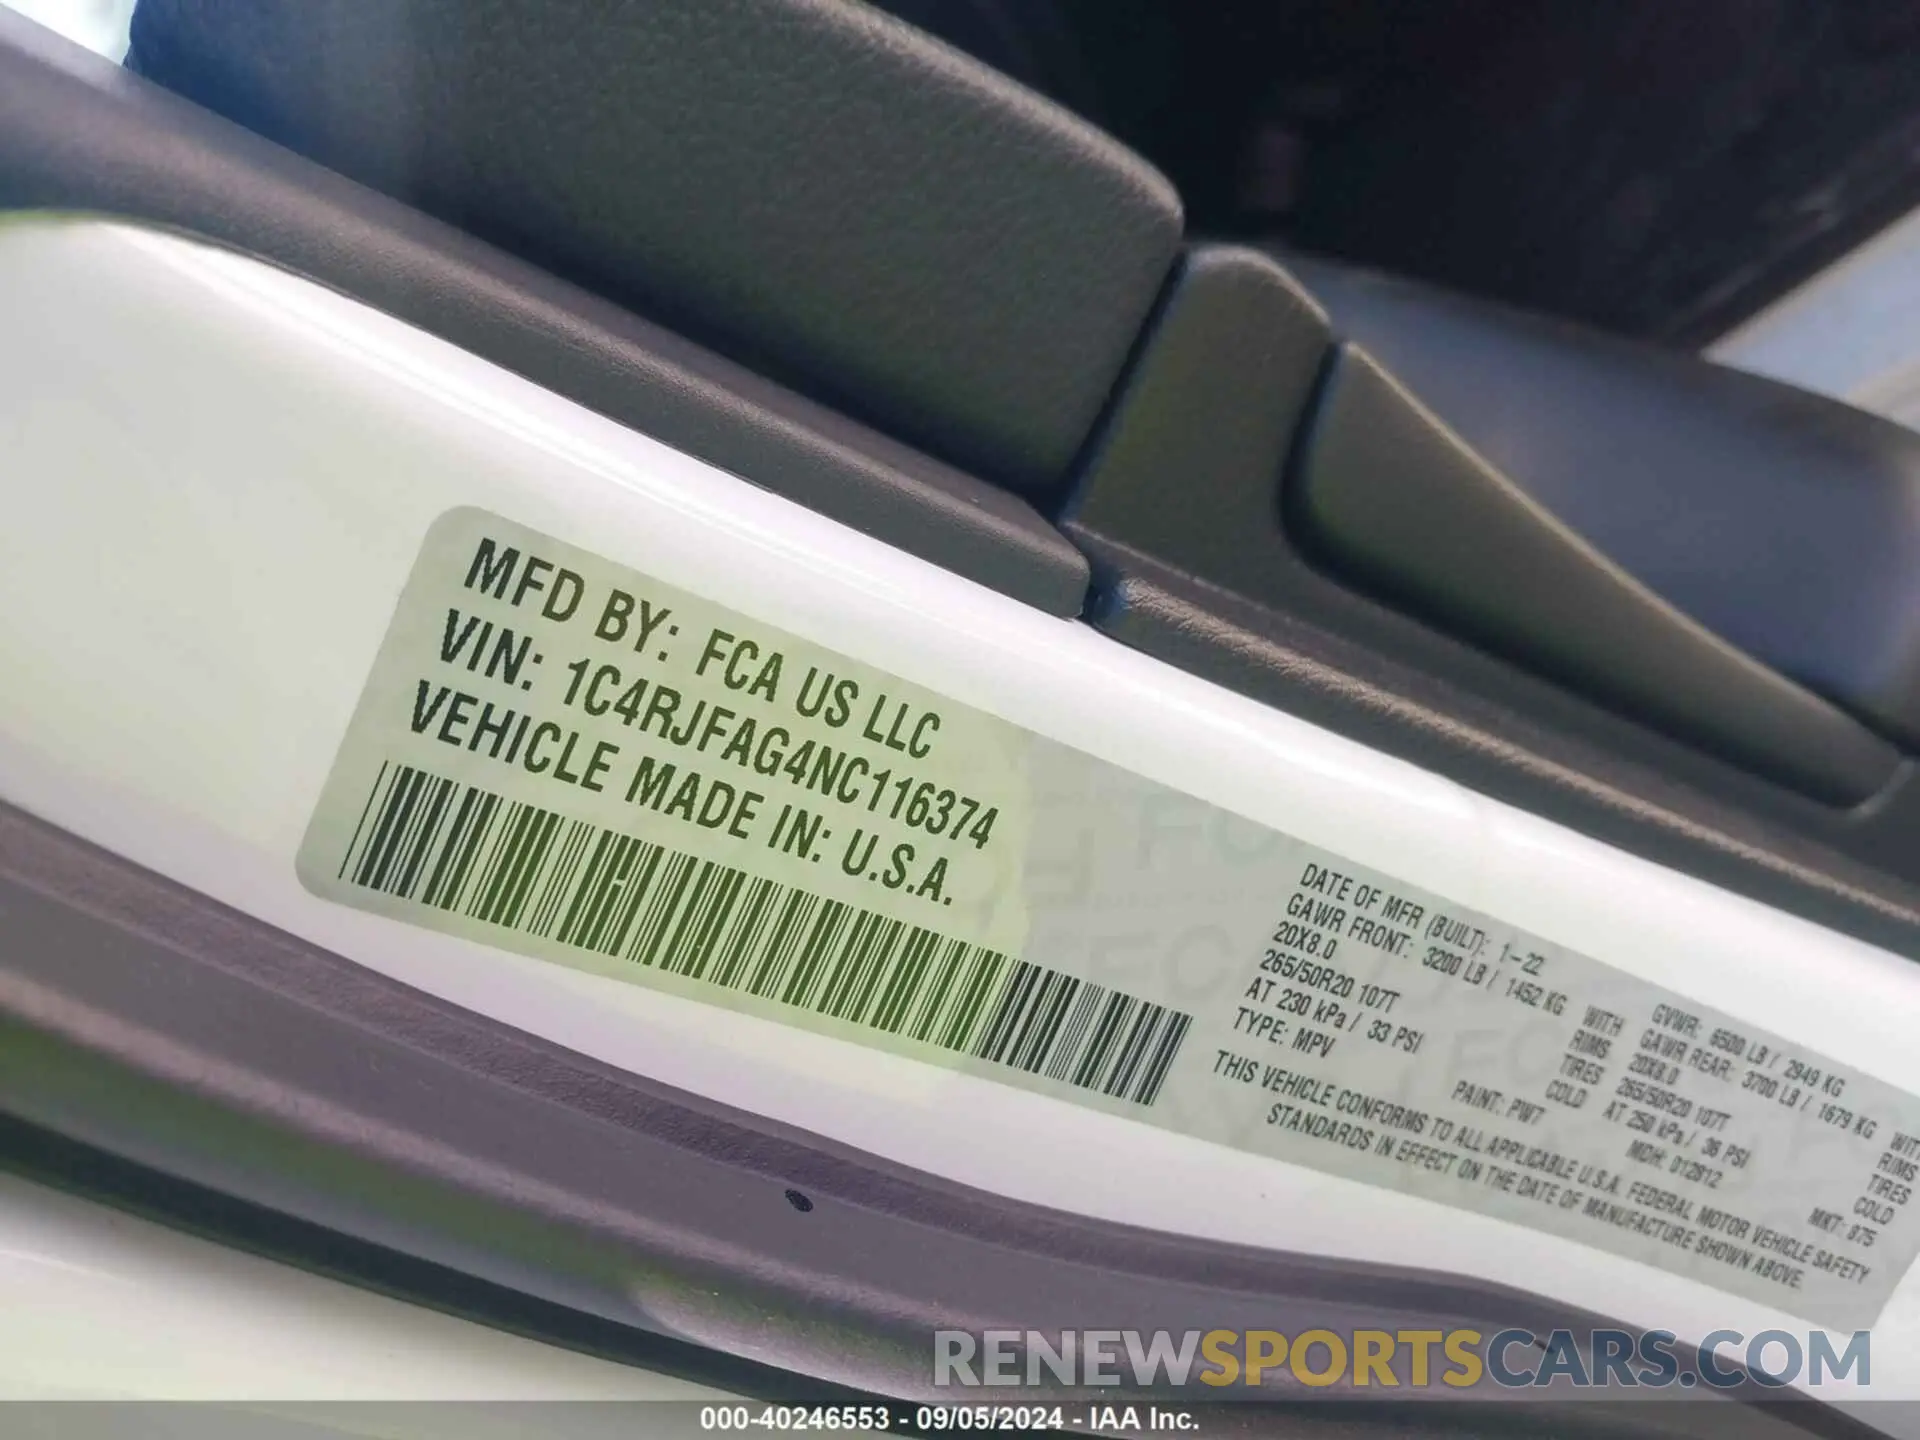 MFD BY: FCA US LLC
VIN: 1C4RJFAG4NC116374
VEHICLE MADE IN: U.S.A.
DATE OF MFR (BUILT): 1-22
GVWR: 6500 LB / 2949 KG
GAWR FRONT: 3200 LB / 1452 KG WITH
20X8.0 RIMS
265/50R20 107T TIRES
AT 230 kPa / 33 PSI COLD
GAWR REAR: 3700 LB / 1679 KG WITH
20X8.0 RIMS
265/50R20 107T TIRES
AT 250 kPa / 36 PSI COLD
TYPE: MPV PAINT: PW7 MDH: 012812 MKT: 875
THIS VEHICLE CONFORMS TO ALL APPLICABLE U.S.A. FEDERAL MOTOR VEHICLE SAFETY
STANDARDS IN EFFECT ON THE DATE OF MANUFACTURE SHOWN ABOVE.
RENEWSPORTSCARS.COM
000-40246553 - 09/05/2024 - IAA Inc.